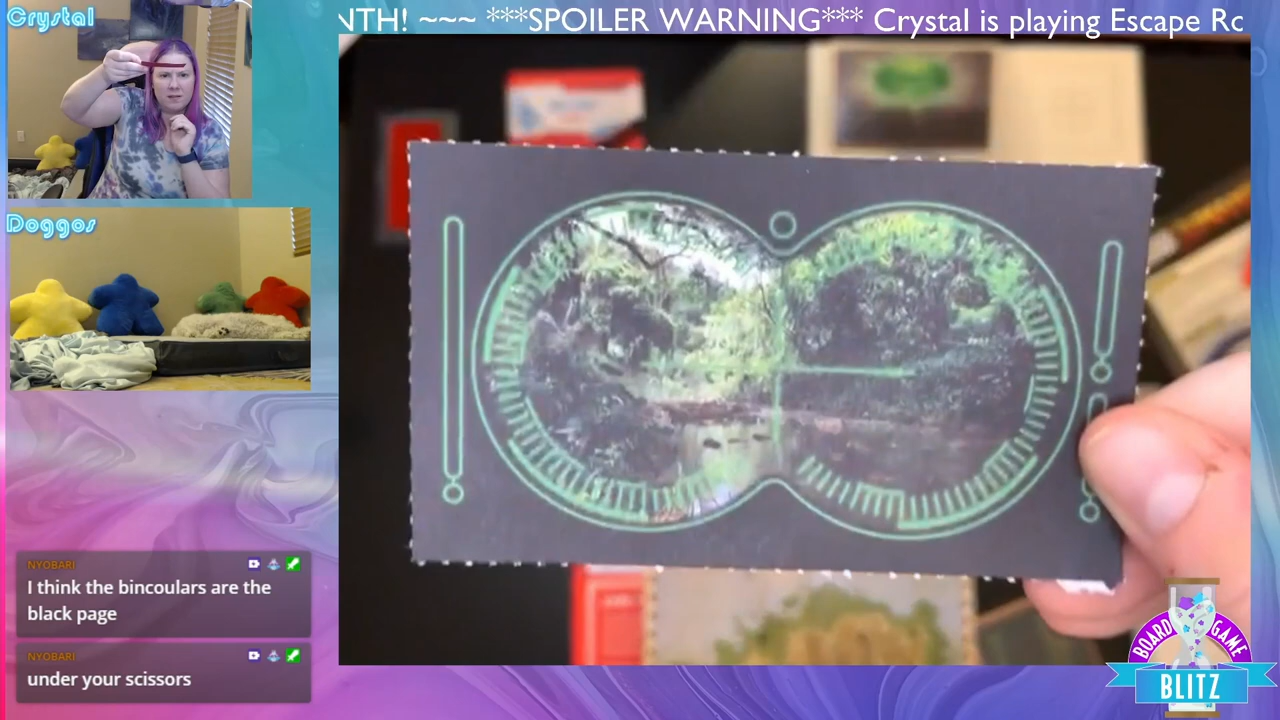 Crystal
NTH! ~~~ ***SPOILER WARNING*** Crystal is playing Escape Ro
Doggos
NYOBARI
I think the bincoulars are the
black page
NYOBARI
under your scissors
BOARD GAME
BLITZ